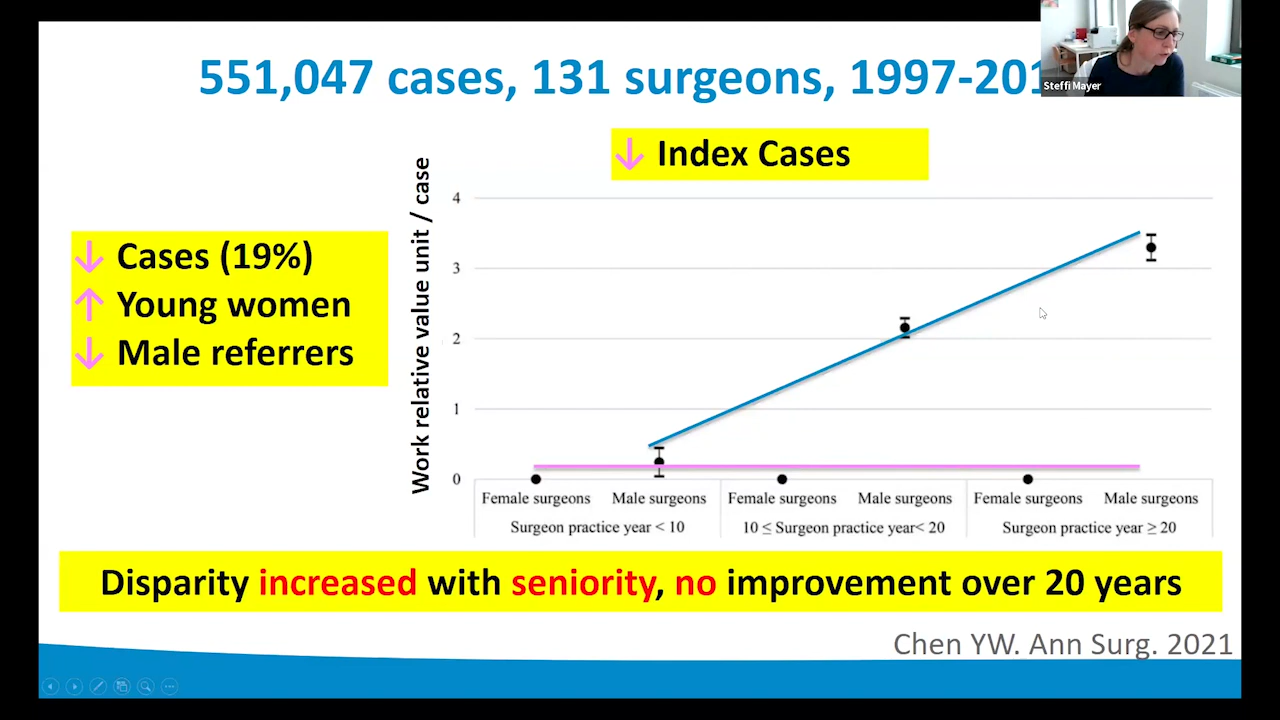 551,047 cases, 131 surgeons, 1997-201
Steffi Mayer
↓ Index Cases
↓ Cases (19%)
↑ Young women
↓ Male referrers
Work relative value unit / case
4
3
2
1
0
Female surgeons Male surgeons Female surgeons Male surgeons Female surgeons Male surgeons
Surgeon practice year < 10 10 ≤ Surgeon practice year< 20 Surgeon practice year ≥ 20
Disparity increased with seniority, no improvement over 20 years
Chen YW. Ann Surg. 2021